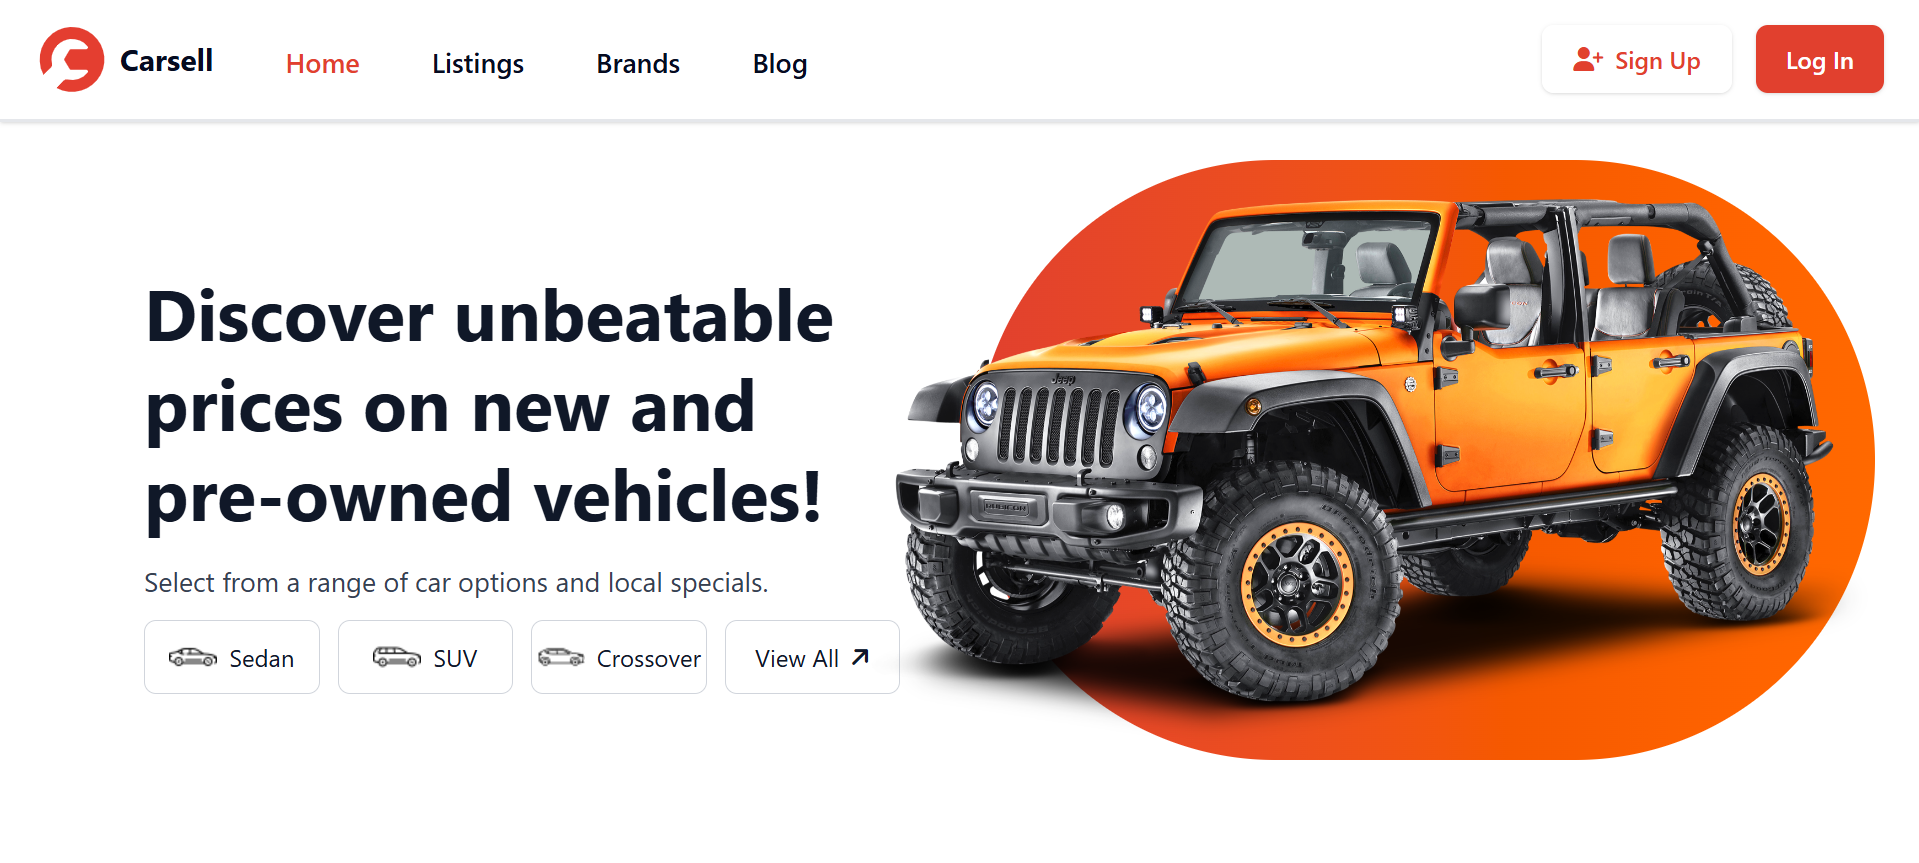 Carsell
Home
Listings
Brands
Blog
Sign Up
Log In
Discover unbeatable
prices on new and
pre-owned vehicles!
Select from a range of car options and local specials.
Sedan
SUV
Crossover
View All
Jeep
RUBICON